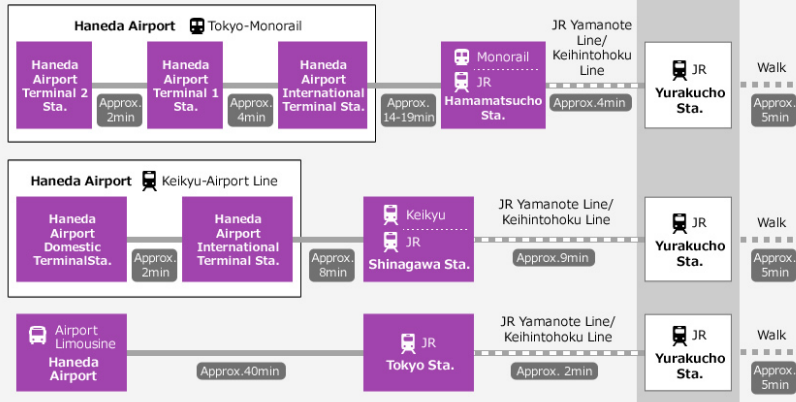 Haneda Airport Tokyo-Monorail
Haneda
Airport
Terminal 2
Sta.
Approx.
2min
Haneda
Airport
Terminal 1
Sta.
Approx.
4min
Haneda
Airport
International
Terminal Sta.
Approx.
14-19min
Monorail
JR
Hamamatsucho
Sta.
JR Yamanote
Line/
Keihintohoku
Line
Approx.4min
JR
Yurakucho
Sta.
Walk
Approx.
5min
Haneda Airport Keikyu-Airport Line
Haneda
Airport
Domestic
TerminalSta.
Approx.
2min
Haneda
Airport
International
Terminal Sta.
Approx.
8min
Keikyu
JR
Shinagawa Sta.
JR Yamanote Line/
Keihintohoku Line
Approx.9min
JR
Yurakucho
Sta.
Walk
Approx.
5min
Airport
Limousine
Haneda
Airport
Approx.40min
JR
Tokyo Sta.
JR Yamanote Line/
Keihintohoku Line
Approx. 2min
JR
Yurakucho
Sta.
Walk
Approx.
5min